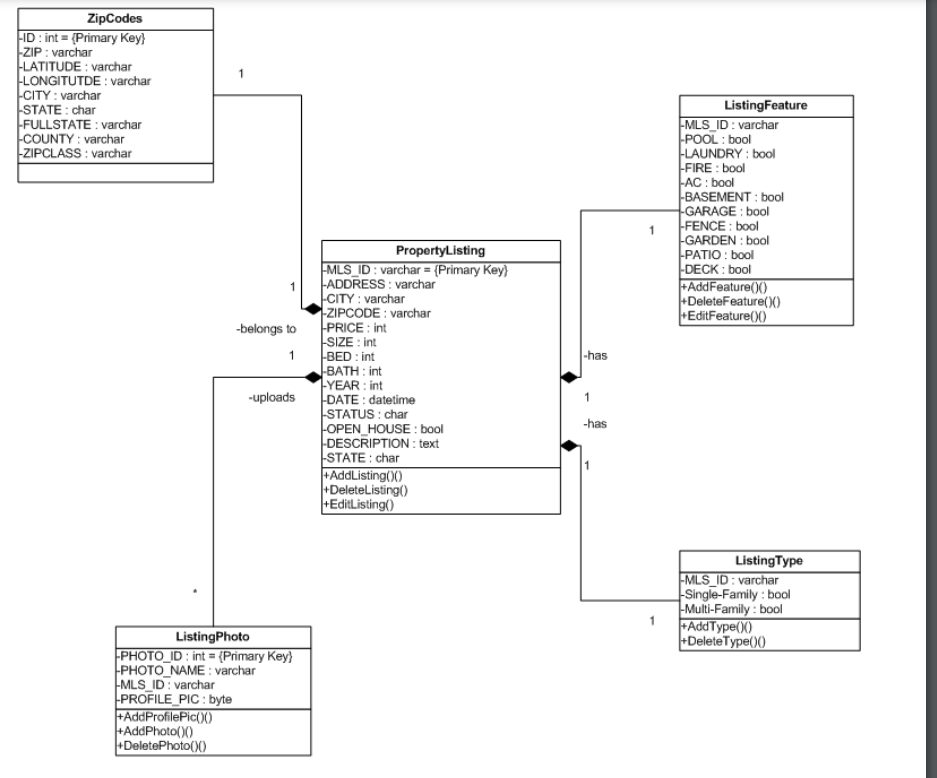 ZipCodes
-ID : int = {Primary Key}
-ZIP : varchar
-LATITUDE : varchar
-LONGITUTDE : varchar
-CITY : varchar
-STATE : char
-FULLSTATE : varchar
-COUNTY : varchar
-ZIPCLASS : varchar
1
1
-belongs to
PropertyListing
-MLS_ID : varchar = {Primary Key}
-ADDRESS : varchar
-CITY : varchar
-ZIPCODE : varchar
-PRICE : int
-SIZE : int
-BED : int
-BATH : int
-YEAR : int
-DATE : datetime
-STATUS : char
-OPEN_HOUSE : bool
-DESCRIPTION : text
-STATE : char
+AddListing()()
+DeleteListing()
+EditListing()
ListingFeature
-MLS_ID : varchar
-POOL : bool
-LAUNDRY : bool
-FIRE : bool
-AC : bool
-BASEMENT : bool
-GARAGE : bool
-FENCE : bool
-GARDEN : bool
-PATIO : bool
-DECK : bool
+AddFeature()()
+DeleteFeature()()
+EditFeature()()
1
-has
1
-has
1
1
ListingType
-MLS_ID : varchar
-Single-Family : bool
-Multi-Family : bool
+AddType()()
+DeleteType()()
1
-uploads
*
ListingPhoto
-PHOTO_ID : int = {Primary Key}
-PHOTO_NAME : varchar
-MLS_ID : varchar
-PROFILE_PIC : byte
+AddProfilePic()()
+AddPhoto()()
+DeletePhoto()()